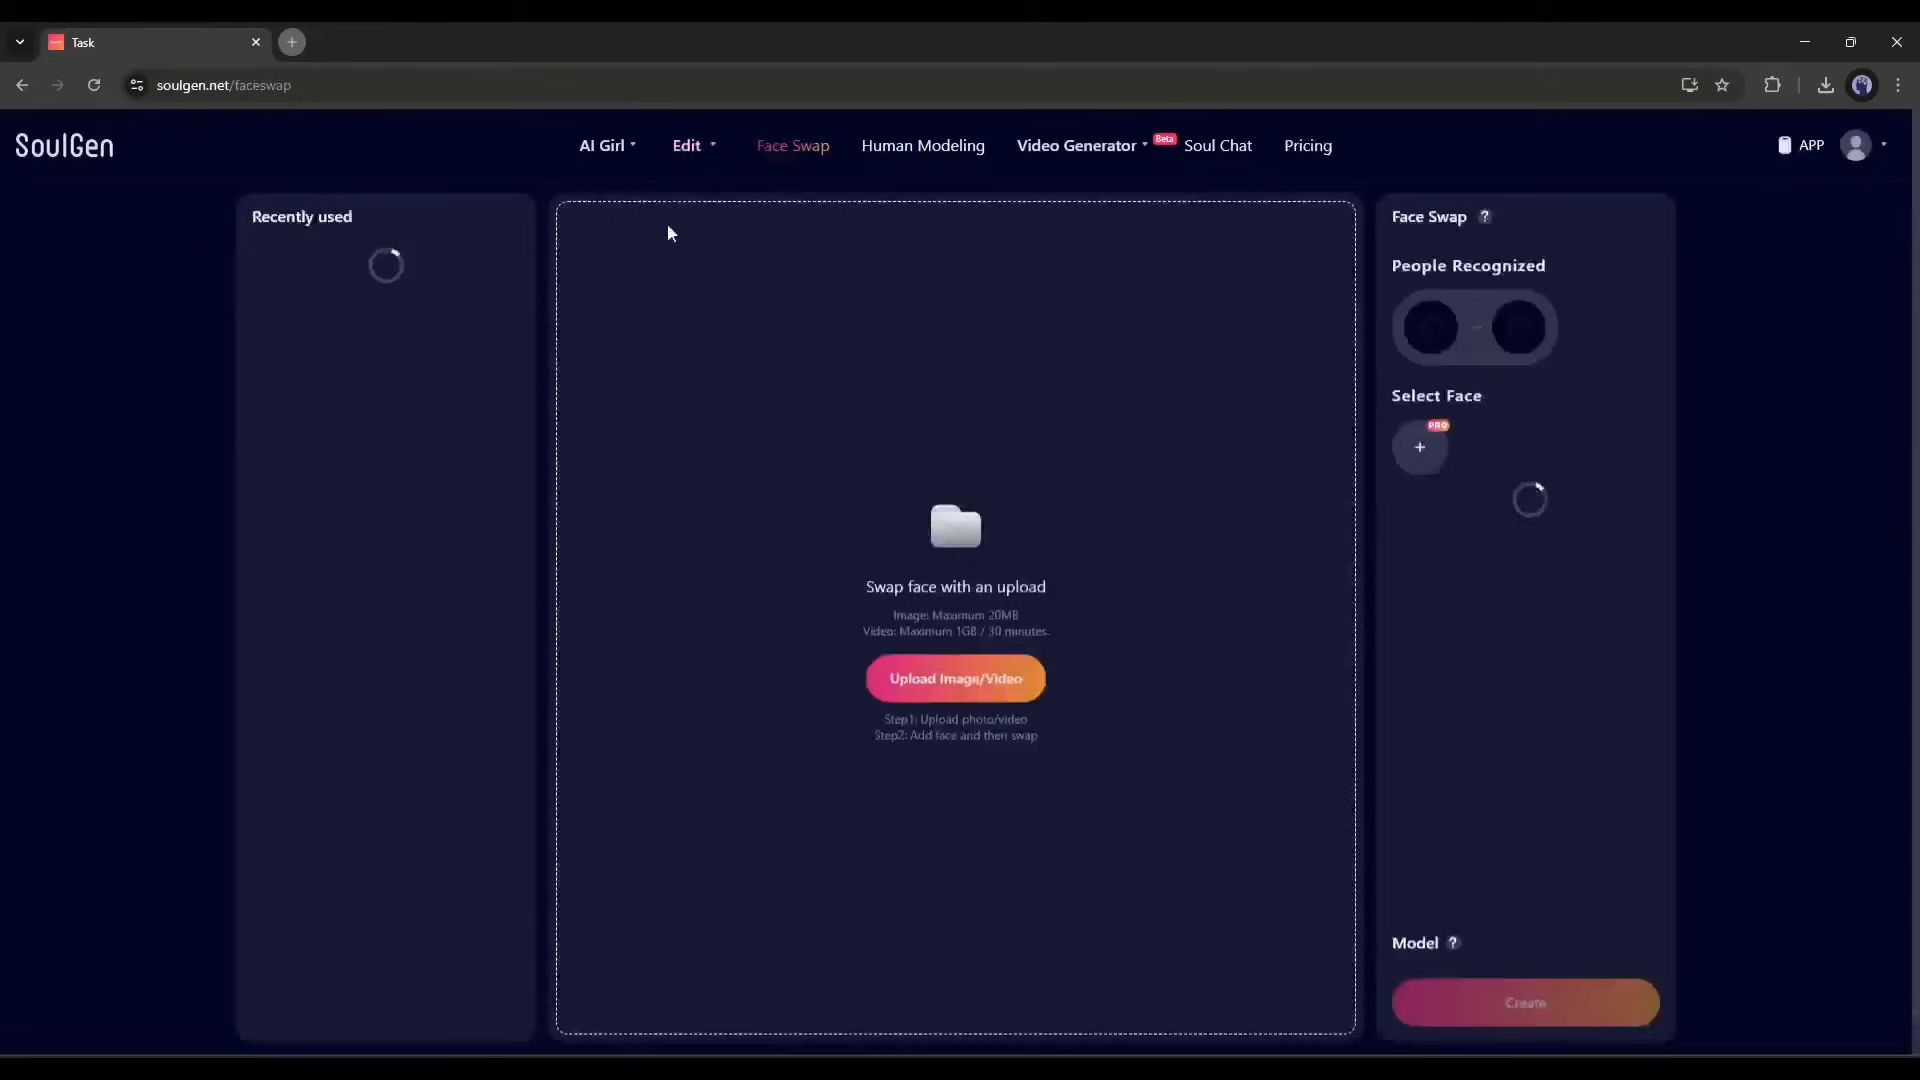 Task
soulgen.net/faceswap
SoulGen
AI Girl
Edit
Face Swap
Human Modeling
Video Generator
Beta
Soul Chat
Pricing
APP
Recently used
Swap face with an upload
Image: Maximum 20MB
Video: Maximum 1GB / 30 minutes.
Upload Image/Video
Step1: Upload photo/video
Step2: Add face and then swap
Face Swap ?
People Recognized
Select Face
PRO
+
Model ?
Create